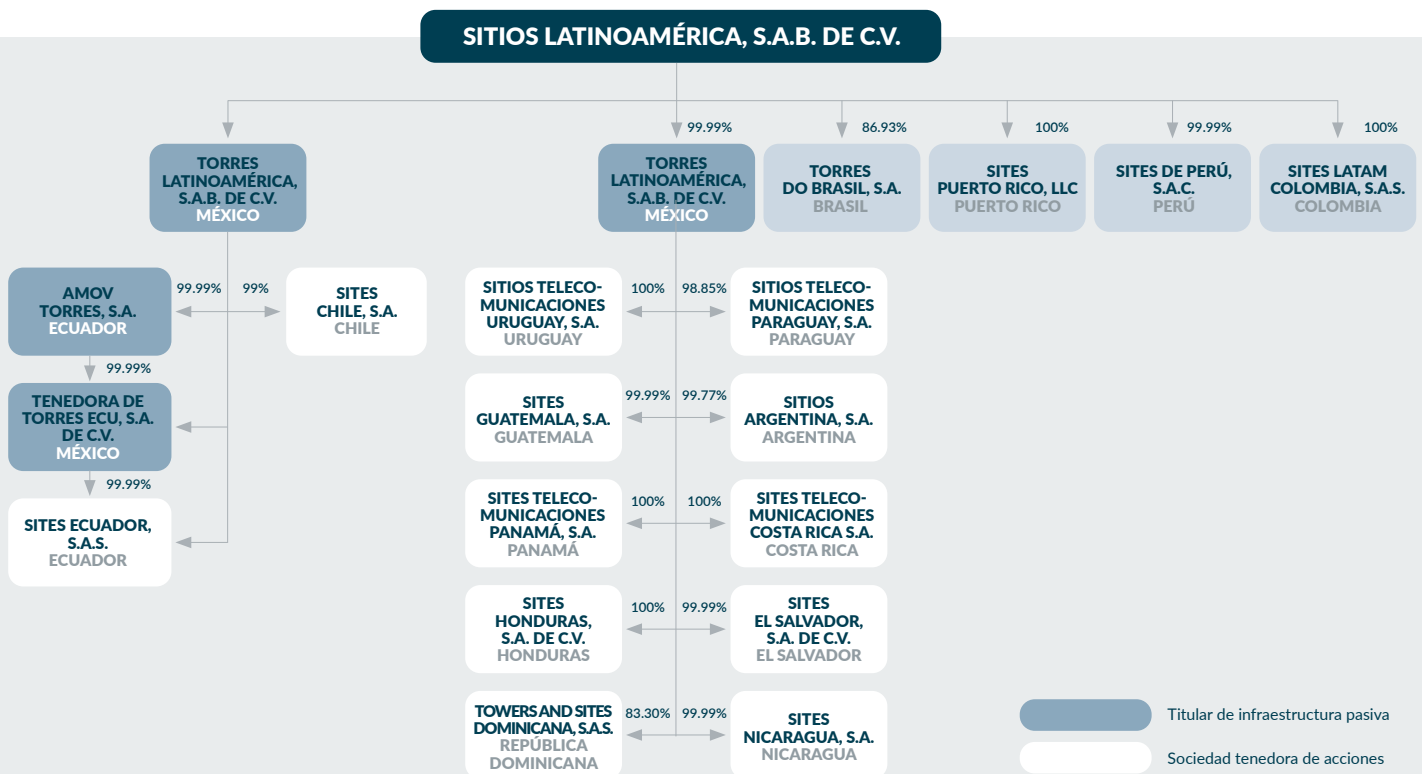 SITIOS LATINOAMÉRICA, S.A.B. DE C.V.
99.99%
86.93%
100%
99.99%
100%
TORRES
LATINOAMÉRICA,
S.A.B. DE C.V.
MÉXICO
TORRES
LATINOAMÉRICA,
S.A.B. DE C.V.
MÉXICO
TORRES
DO BRASIL, S.A.
BRASIL
SITES
PUERTO RICO, LLC
PUERTO RICO
SITES DE PERÚ,
S.A.C.
PERÚ
SITES LATAM
COLOMBIA, S.A.S.
COLOMBIA
AMOV
TORRES, S.A.
ECUADOR
99.99%
99%
SITES
CHILE, S.A.
CHILE
99.99%
TENEDORA DE
TORRES ECU, S.A.
DE C.V.
MÉXICO
99.99%
SITES ECUADOR,
S.A.S.
ECUADOR
SITIOS TELECO-
MUNICACIONES
URUGUAY, S.A.
URUGUAY
100%
98.85%
SITIOS TELECO-
MUNICACIONES
PARAGUAY, S.A.
PARAGUAY
SITES
GUATEMALA, S.A.
GUATEMALA
99.99%
99.77%
SITIOS
ARGENTINA, S.A.
ARGENTINA
SITES TELECO-
MUNICACIONES
PANAMÁ, S.A.
PANAMÁ
100%
100%
SITES TELECO-
MUNICACIONES
COSTA RICA S.A.
COSTA RICA
SITES
HONDURAS,
S.A. DE C.V.
HONDURAS
100%
99.99%
SITES
EL SALVADOR,
S.A. DE C.V.
EL SALVADOR
TOWERS AND SITES
DOMINICANA, S.A.S.
REPÚBLICA
DOMINICANA
83.30%
99.99%
SITES
NICARAGUA, S.A.
NICARAGUA
Titular de infraestructura pasiva
Sociedad tenedora de acciones